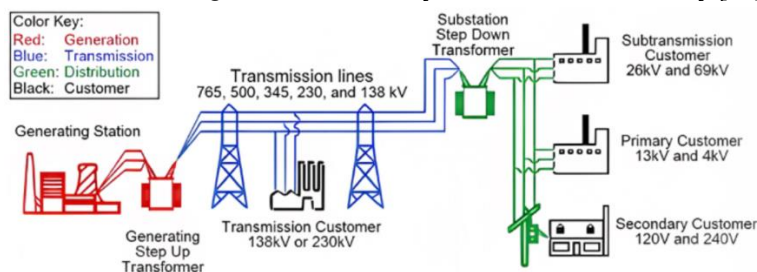 Color Key:
Red: Generation
Blue: Transmission
Green: Distribution
Black: Customer
Generating Station
Generating
Step Up
Transformer
Transmission lines
765, 500, 345, 230, and 138 kV
Transmission Customer
138kV or 230kV
Substation
Step Down
Transformer
Subtransmission
Customer
26kV and 69kV
Primary Customer
13kV and 4kV
Secondary Customer
120V and 240V